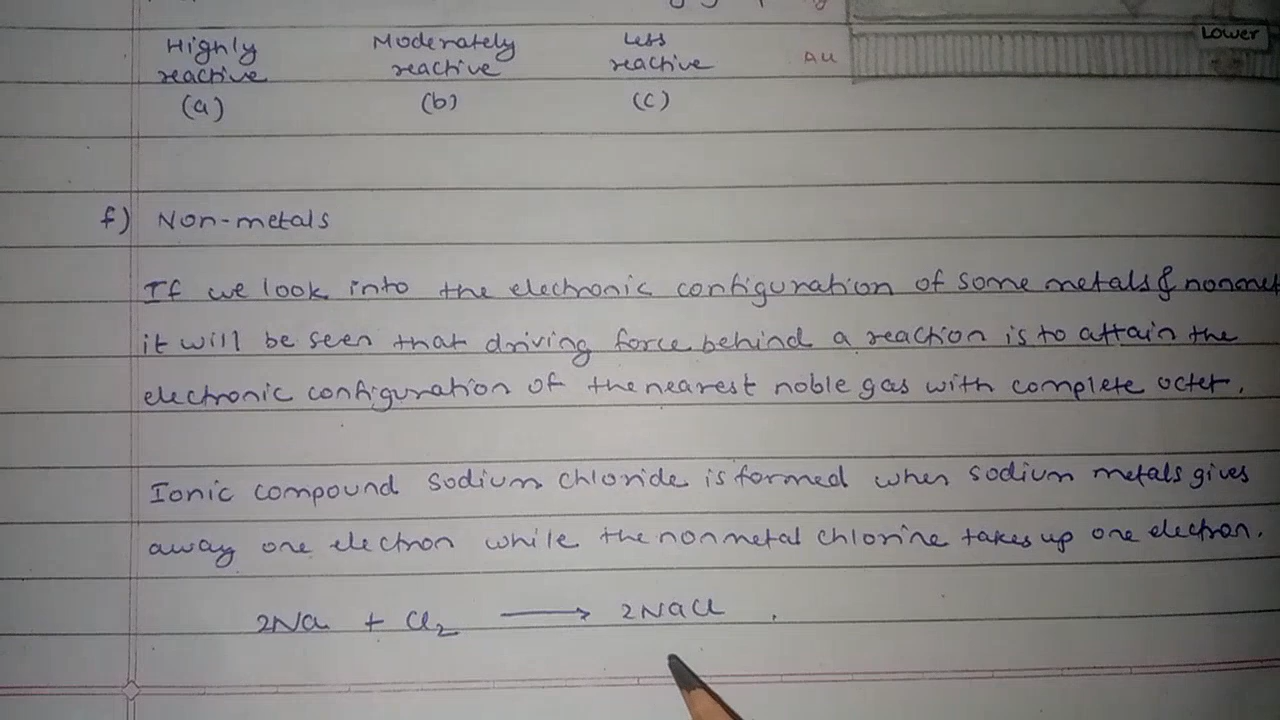 Highly Moderately Less Lower
reactive reactive reactive Au
(a) (b) (c)
f) Non-metals
If we look into the electronic configuration of some metals &
it will be seen that driving force behind a reaction is to attain the
electronic configuration of the nearest noble gas with complete octet.
Ionic compound sodium chloride is formed when sodium metals gives
away one electron while the nonmetal chlorine takes up one electron.
2Na + Cl₂ ⟶ 2NaCl .